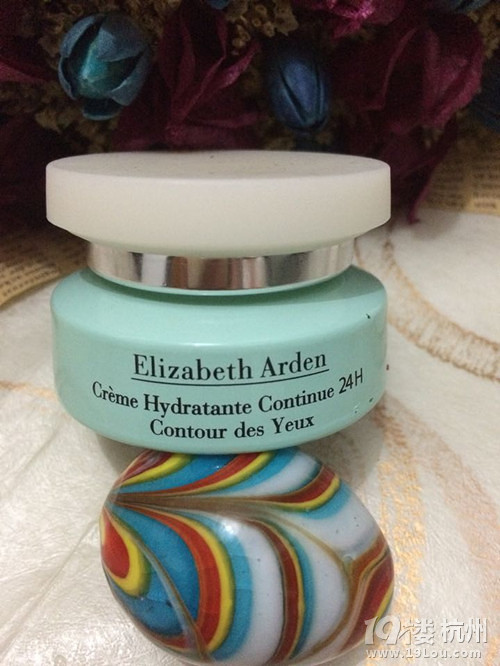 Elizabeth Arden
Crème Hydratante Continue 24H
Contour des Yeux
19楼杭州
www.19lou.com